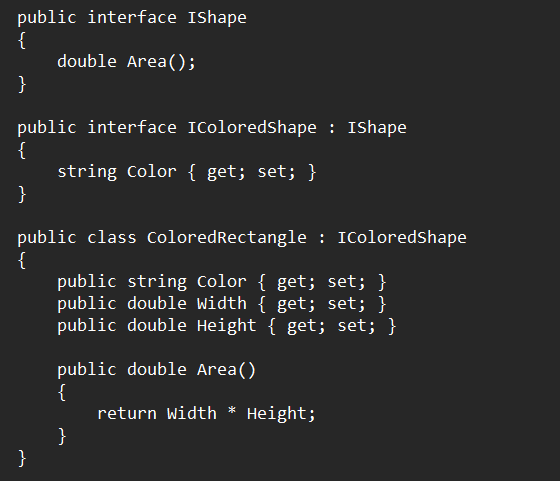 public interface IShape
{
    double Area();
}

public interface IColoredShape : IShape
{
    string Color { get; set; }
}

public class ColoredRectangle : IColoredShape
{
    public string Color { get; set; }
    public double Width { get; set; }
    public double Height { get; set; }

    public double Area()
    {
        return Width * Height;
    }
}